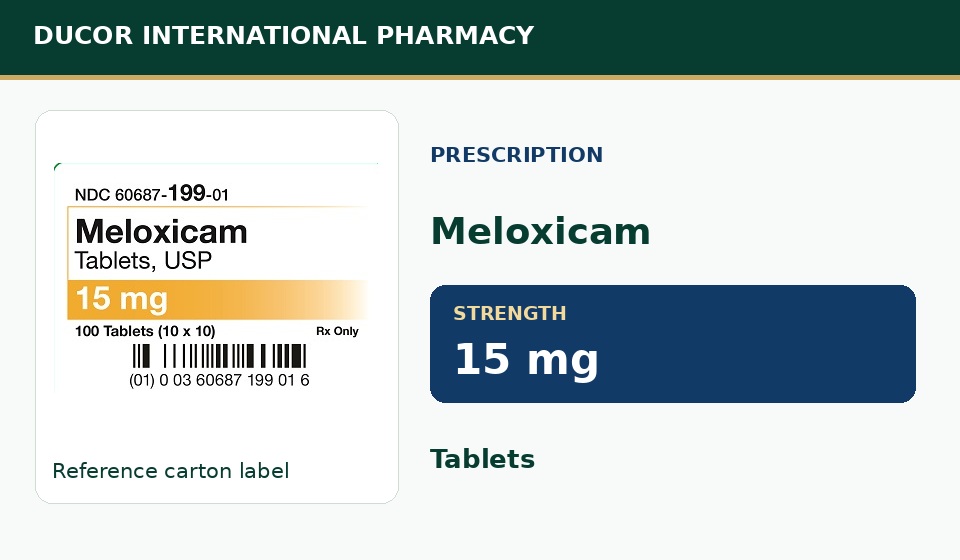 DUCOR INTERNATIONAL PHARMACY
NDC 60687-199-01
Meloxicam
Tablets, USP
15 mg
100 Tablets (10 x 10) Rx Only
(01) 0 03 60687 199 01 6
Reference carton label
PRESCRIPTION
Meloxicam
STRENGTH
15 mg
Tablets